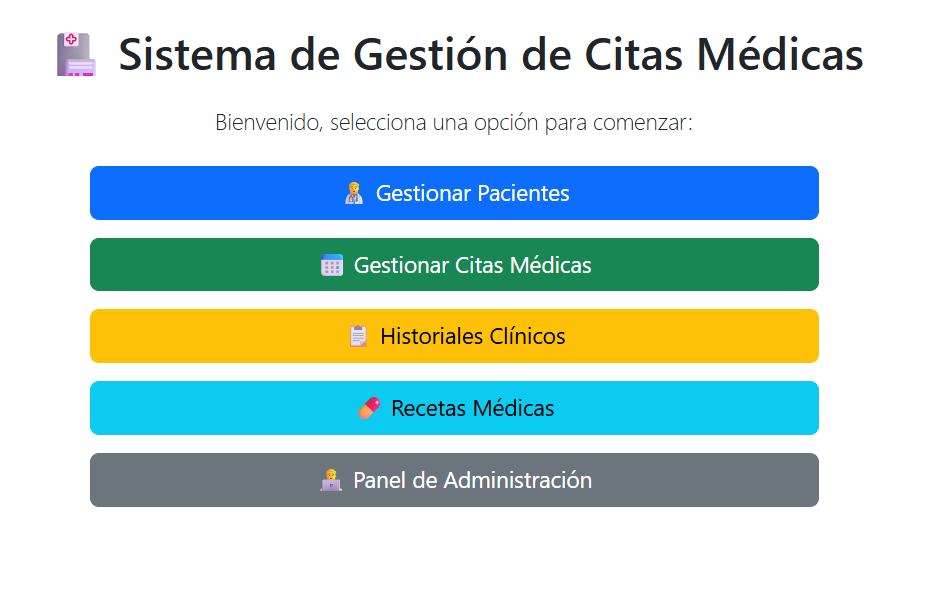 Sistema de Gestión de Citas Médicas
Bienvenido, selecciona una opción para comenzar:
Gestionar Pacientes
Gestionar Citas Médicas
Historiales Clínicos
Recetas Médicas
Panel de Administración